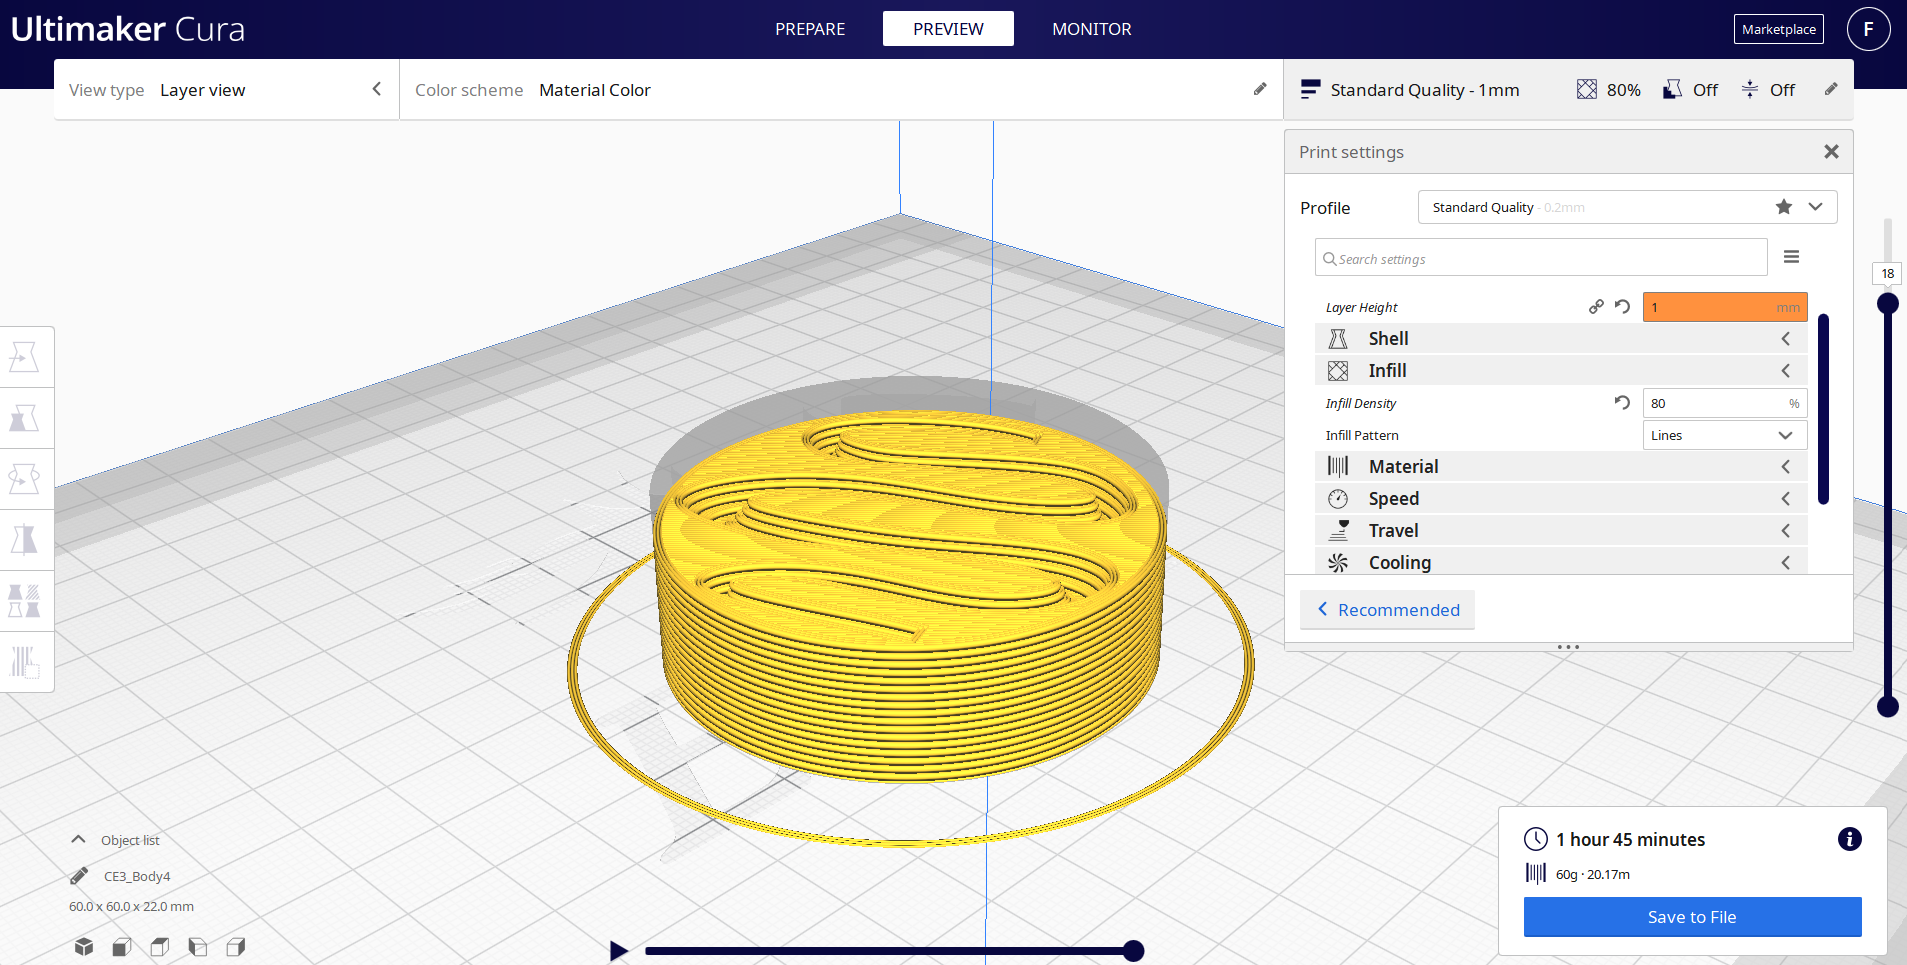 Ultimaker Cura
PREPARE
PREVIEW
MONITOR
Marketplace
F
View type Layer view
Color scheme Material Color
Standard Quality - 1mm
80%
Off
Off
Print settings
Profile
Standard Quality - 0.2mm
Search settings
Layer Height
1 mm
Shell
Infill
Infill Density
80 %
Infill Pattern
Lines
Material
Speed
Travel
Cooling
Recommended
18
Object list
CE3_Body4
60.0 x 60.0 x 22.0 mm
1 hour 45 minutes
60g · 20.17m
Save to File